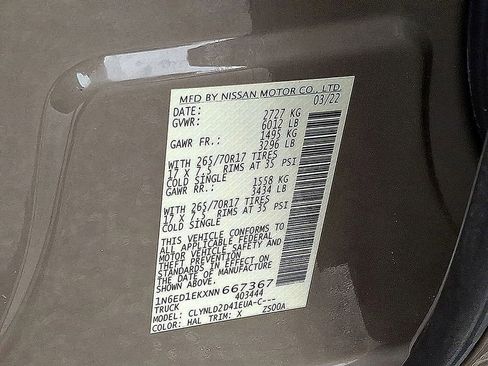 MFD BY NISSAN MOTOR CO., LTD
DATE: 03/22
GVWR: 2727 KG
6012 LB
GAWR FR.: 1495 KG
3296 LB
WITH 265/70R17 TIRES
17 X 7.5 RIMS AT 35 PSI
COLD SINGLE
GAWR RR.: 1558 KG
3434 LB
WITH 265/70R17 TIRES
17 X 7.5 RIMS AT 35 PSI
COLD SINGLE
THIS VEHICLE CONFORMS TO
ALL APPLICABLE FEDERAL
MOTOR VEHICLE SAFETY AND
THEFT PREVENTION
STANDARDS IN EFFECT ON
THE DATE OF MANUFACTURE
SHOWN ABOVE.
1N6ED1EKXNN 667367
TRUCK 403444
MODEL: CLYNLD2D41EUA-C---
COLOR: HAL TRIM: X ZS00A